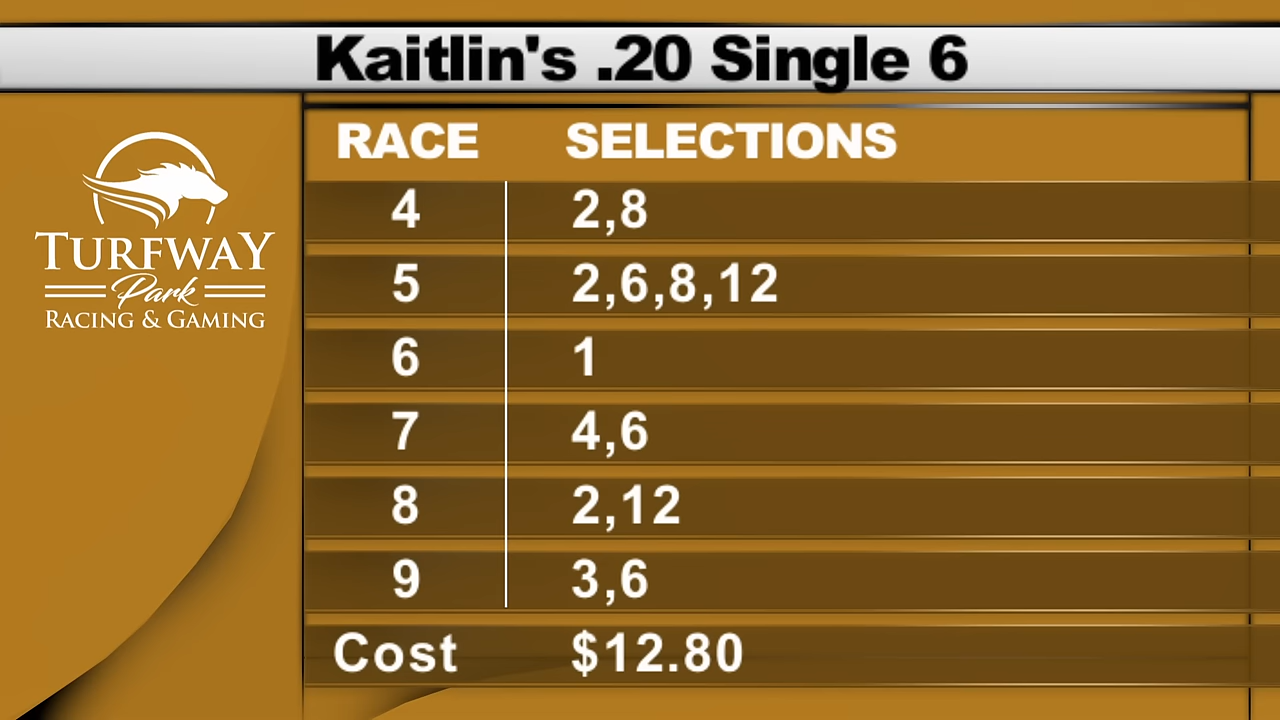 Kaitlin's .20 Single 6
TURFWAY
Park
RACING & GAMING
RACE SELECTIONS
4 2,8
5 2,6,8,12
6 1
7 4,6
8 2,12
9 3,6
Cost $12.80